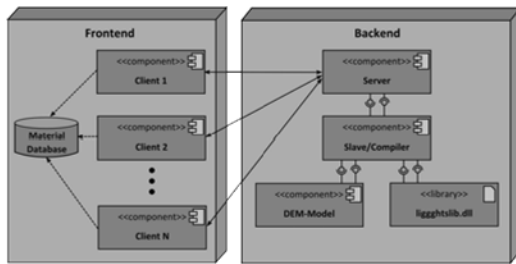 Frontend
<<component>>
Client 1
<<component>>
Client 2
<<component>>
Client N
Material
Database
Backend
<<component>>
Server
<<component>>
Slave/Compiler
<<component>>
DEM-Model
<<library>>
liggghtslib.dll